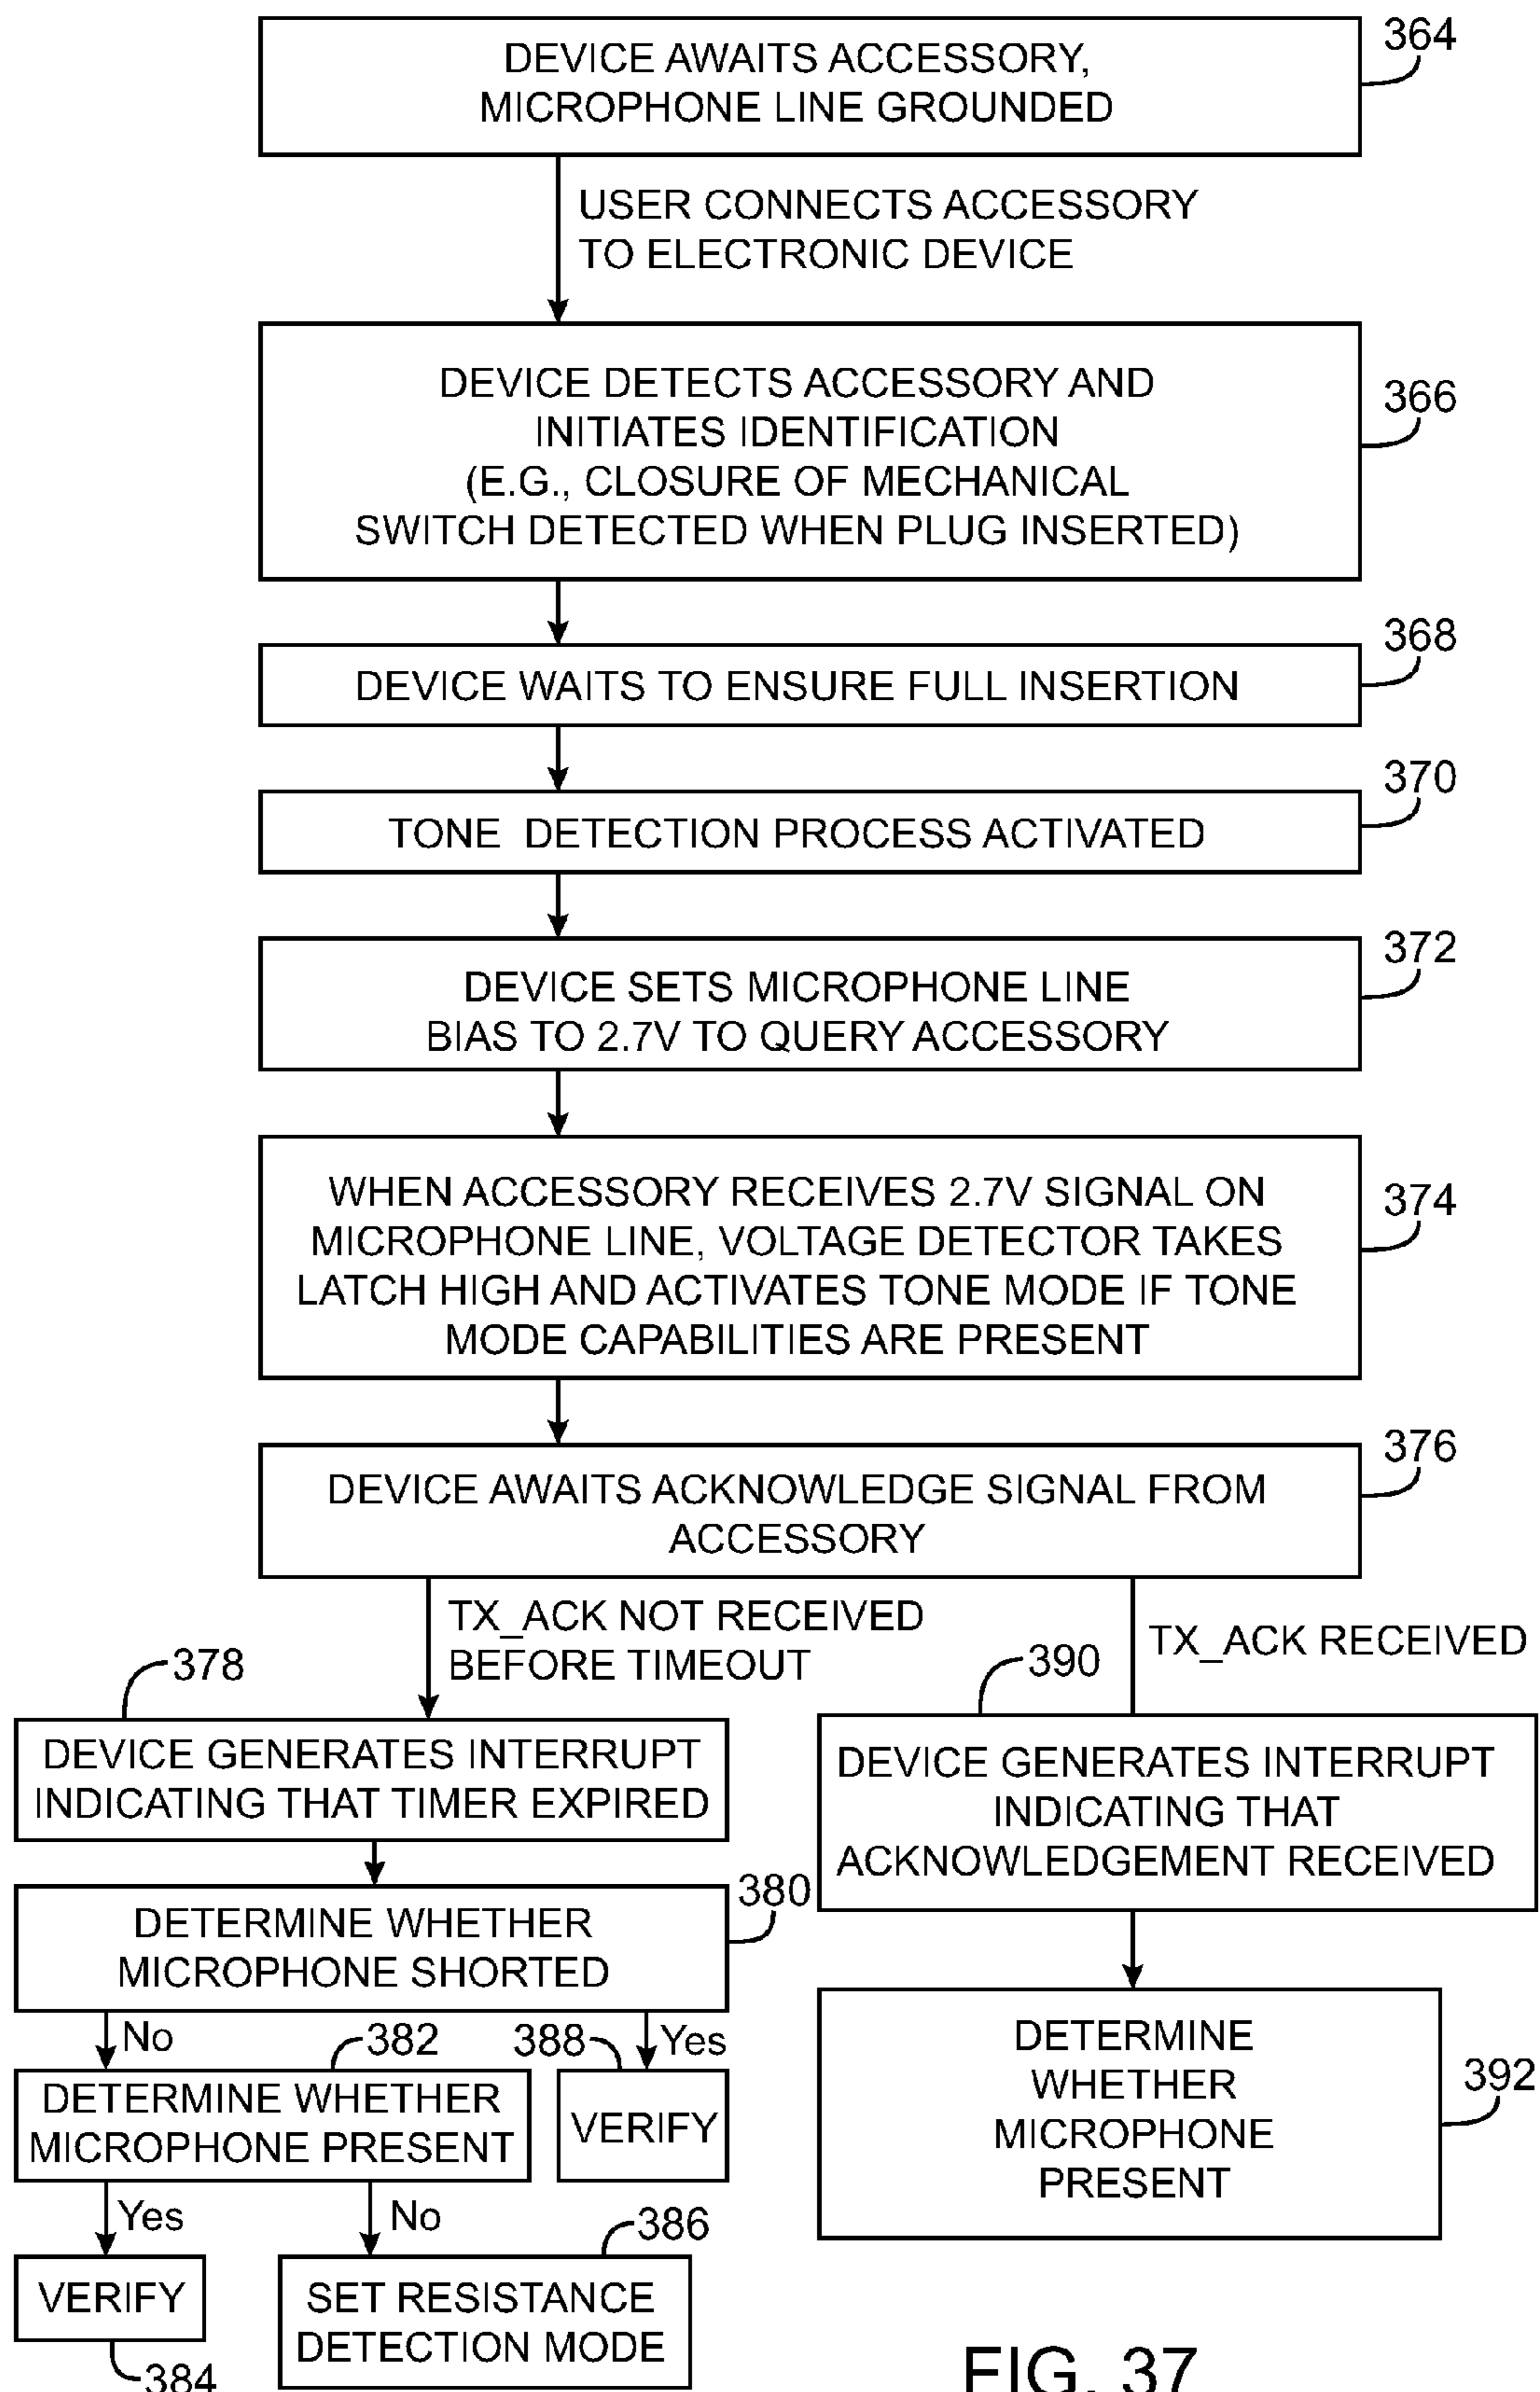 364
DEVICE AWAITS ACCESSORY,
MICROPHONE LINE GROUNDED
USER CONNECTS ACCESSORY
TO ELECTRONIC DEVICE
366
DEVICE DETECTS ACCESSORY AND
INITIATES IDENTIFICATION
(E.G., CLOSURE OF MECHANICAL
SWITCH DETECTED WHEN PLUG INSERTED)
368
DEVICE WAITS TO ENSURE FULL INSERTION
370
TONE DETECTION PROCESS ACTIVATED
372
DEVICE SETS MICROPHONE LINE
BIAS TO 2.7V TO QUERY ACCESSORY
374
WHEN ACCESSORY RECEIVES 2.7V SIGNAL ON
MICROPHONE LINE, VOLTAGE DETECTOR TAKES
LATCH HIGH AND ACTIVATES TONE MODE IF TONE
MODE CAPABILITIES ARE PRESENT
376
DEVICE AWAITS ACKNOWLEDGE SIGNAL FROM
ACCESSORY
TX_ACK NOT RECEIVED
BEFORE TIMEOUT
378
DEVICE GENERATES INTERRUPT
INDICATING THAT TIMER EXPIRED
380
DETERMINE WHETHER
MICROPHONE SHORTED
No
382
388
Yes
DETERMINE WHETHER
MICROPHONE PRESENT
VERIFY
Yes
No
386
VERIFY
384
SET RESISTANCE
DETECTION MODE
TX_ACK RECEIVED
390
DEVICE GENERATES INTERRUPT
INDICATING THAT
ACKNOWLEDGEMENT RECEIVED
DETERMINE
WHETHER
MICROPHONE
PRESENT
392
FIG. 37